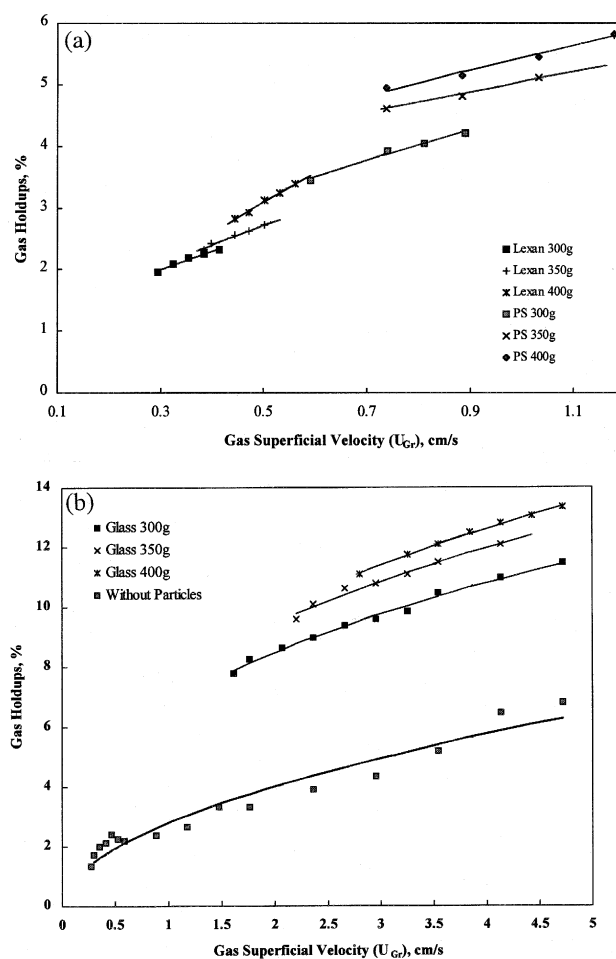 (a)
6
5
4
3
2
1
0
Gas Holdups, %
Lexan 300g
Lexan 350g
Lexan 400g
PS 300g
PS 350g
PS 400g
0.1 0.3 0.5 0.7 0.9 1.1
Gas Superficial Velocity (UGr), cm/s
(b)
14
12
10
8
6
4
2
0
Gas Holdups, %
Glass 300g
Glass 350g
Glass 400g
Without Particles
0 0.5 1 1.5 2 2.5 3 3.5 4 4.5 5
Gas Superficial Velocity (UGr), cm/s